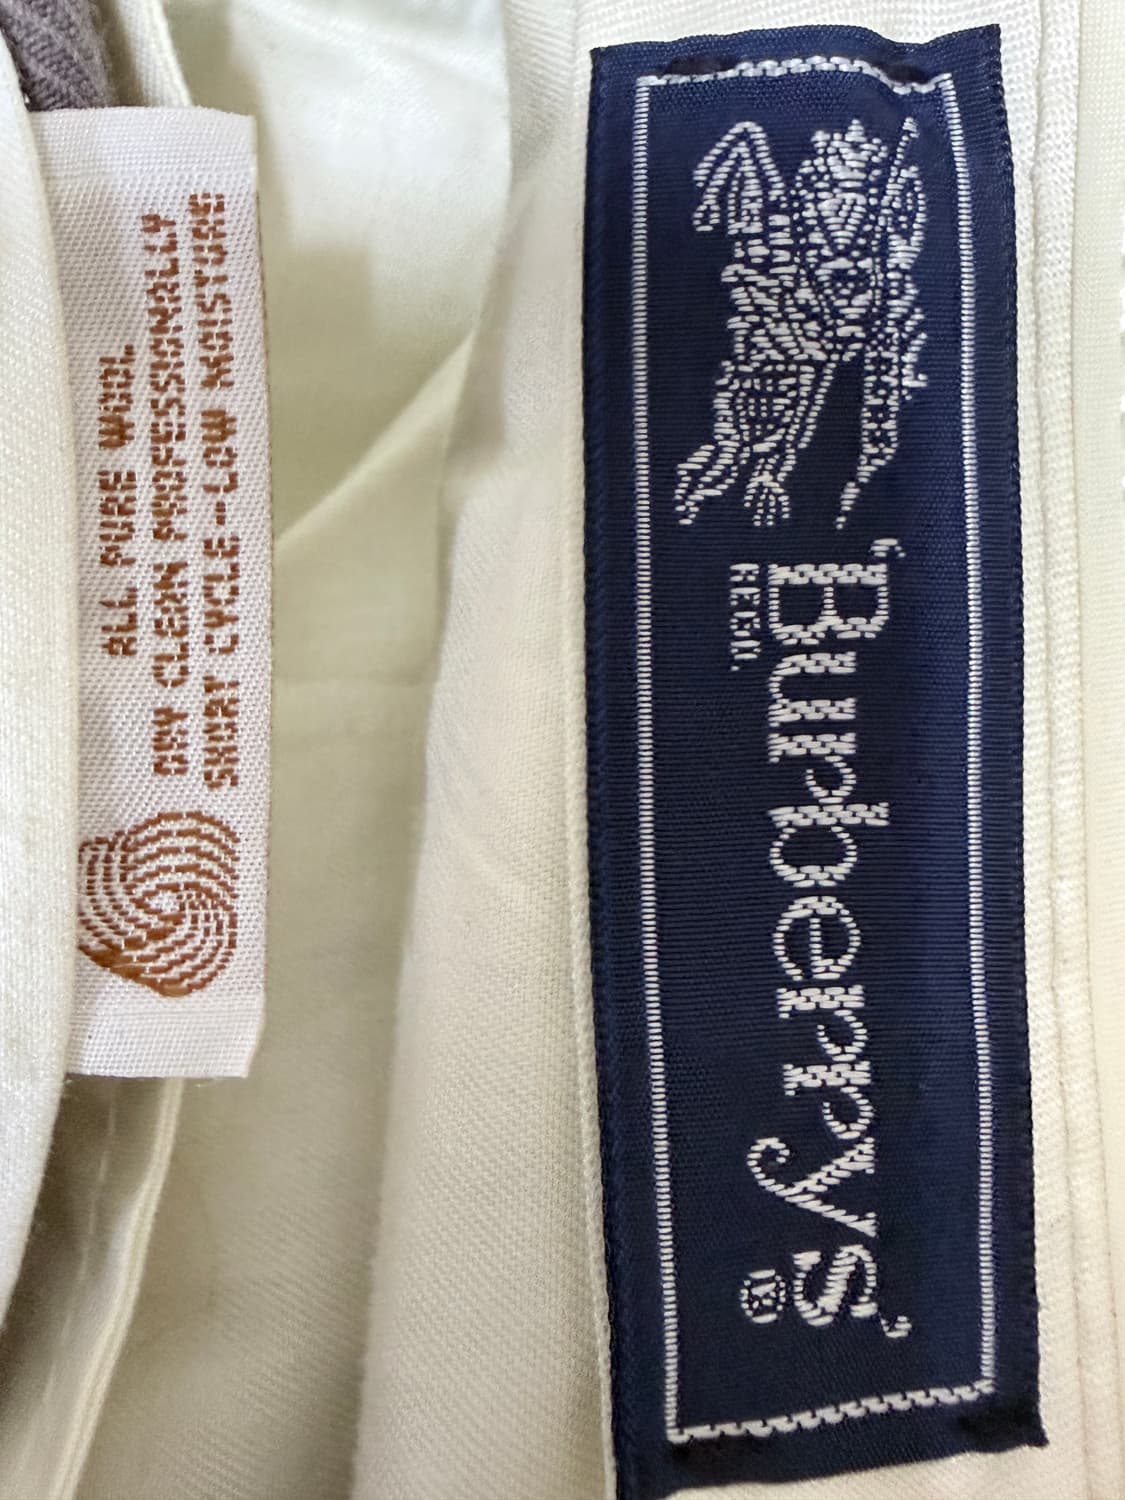 ALL PURE WOOL
DRY CLEAN PROFESSIONALLY
SHORT CYCLE-LOW MOISTURE
'Burberrys'®
REGD.